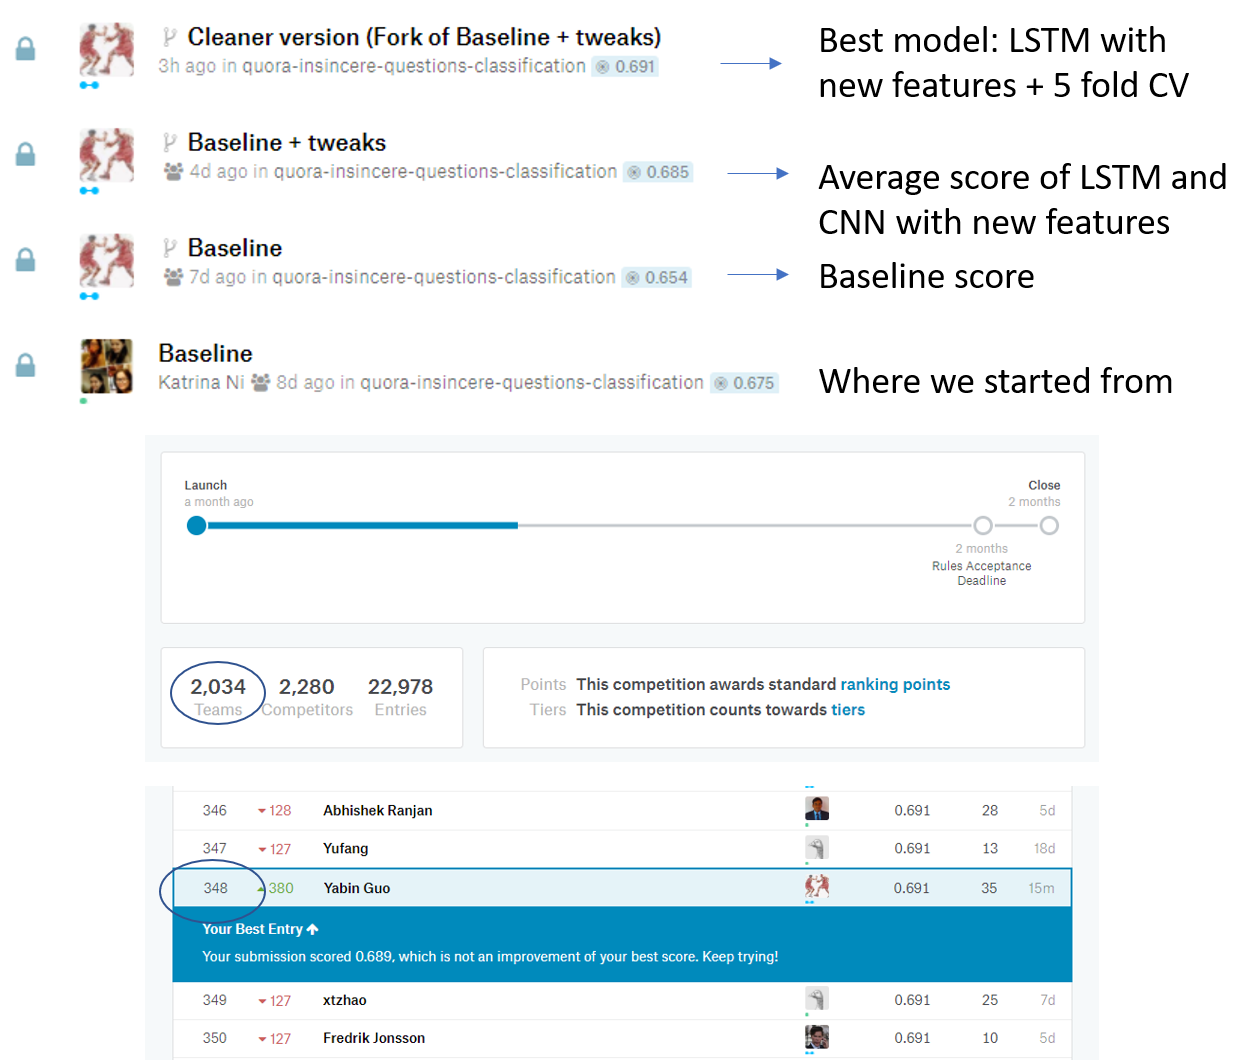 Cleaner version (Fork of Baseline + tweaks)
3h ago in quora-insincere-questions-classification 0.691
Best model: LSTM with
new features + 5 fold CV
Baseline + tweaks
4d ago in quora-insincere-questions-classification 0.685
Average score of LSTM and
CNN with new features
Baseline
7d ago in quora-insincere-questions-classification 0.654
Baseline score
Baseline
Katrina Ni 8d ago in quora-insincere-questions-classification 0.675
Where we started from
Launch Close
a month ago 2 months
2 months
Rules Acceptance
Deadline
2,034 2,280 22,978
Teams Competitors Entries
Points This competition awards standard ranking points
Tiers This competition counts towards tiers
346 128 Abhishek Ranjan 0.691 28 5d
347 127 Yufang 0.691 13 18d
348 380 Yabin Guo 0.691 35 15m
Your Best Entry
Your submission scored 0.689, which is not an improvement of your best score. Keep trying!
349 127 xtzhao 0.691 25 7d
350 127 Fredrik Jonsson 0.691 10 5d